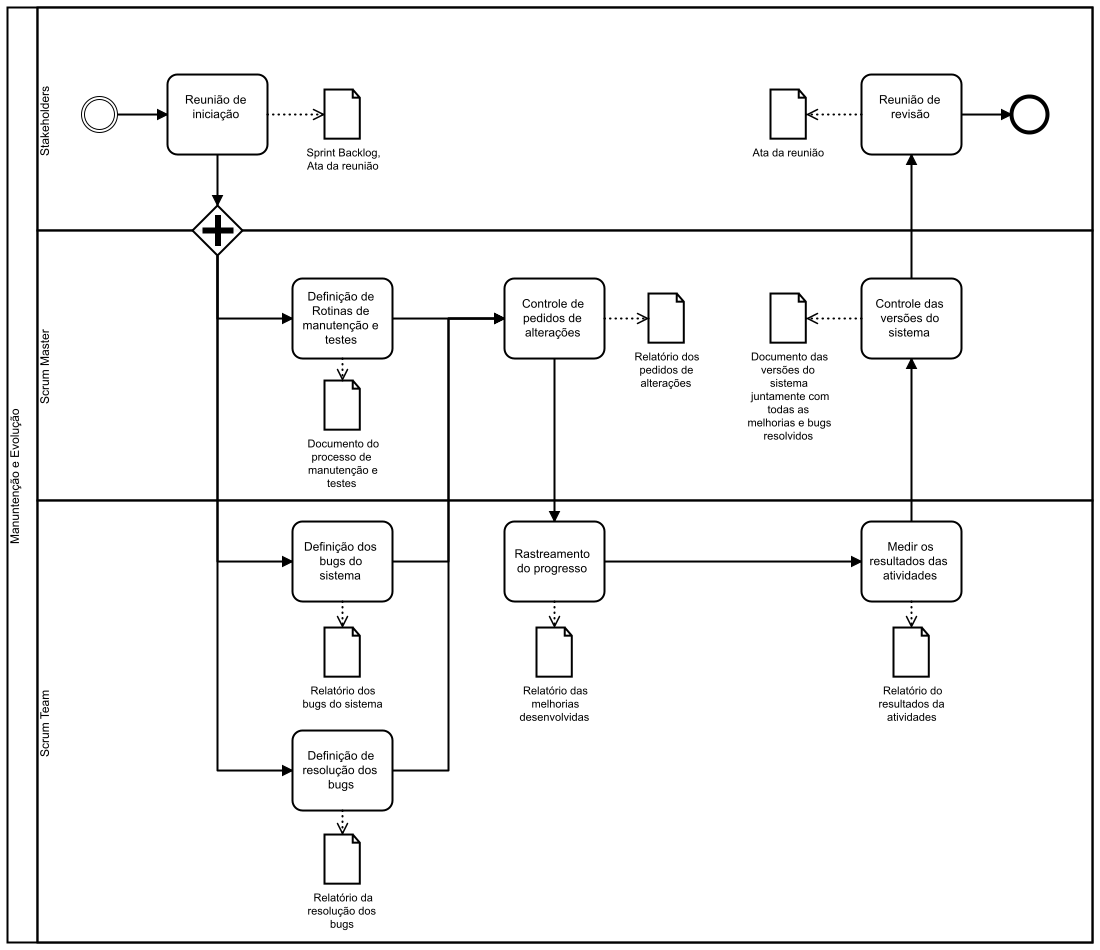 Manuntenção e Evolução
Stakeholders
Reunião de
iniciação
Sprint Backlog,
Ata da reunião
Ata da reunião
Reunião de
revisão
Scrum Master
Definição de
Rotinas de
manutenção e
testes
Documento do
processo de
manutenção e
testes
Controle de
pedidos de
alterações
Relatório dos
pedidos de
alterações
Documento das
versões do
sistema
juntamente com
todas as
melhorias e bugs
resolvidos
Controle das
versões do
sistema
Scrum Team
Definição dos
bugs do
sistema
Relatório dos
bugs do sistema
Definição de
resolução dos
bugs
Relatório da
resolução dos
bugs
Rastreamento
do progresso
Relatório das
melhorias
desenvolvidas
Medir os
resultados das
atividades
Relatório do
resultados da
atividades